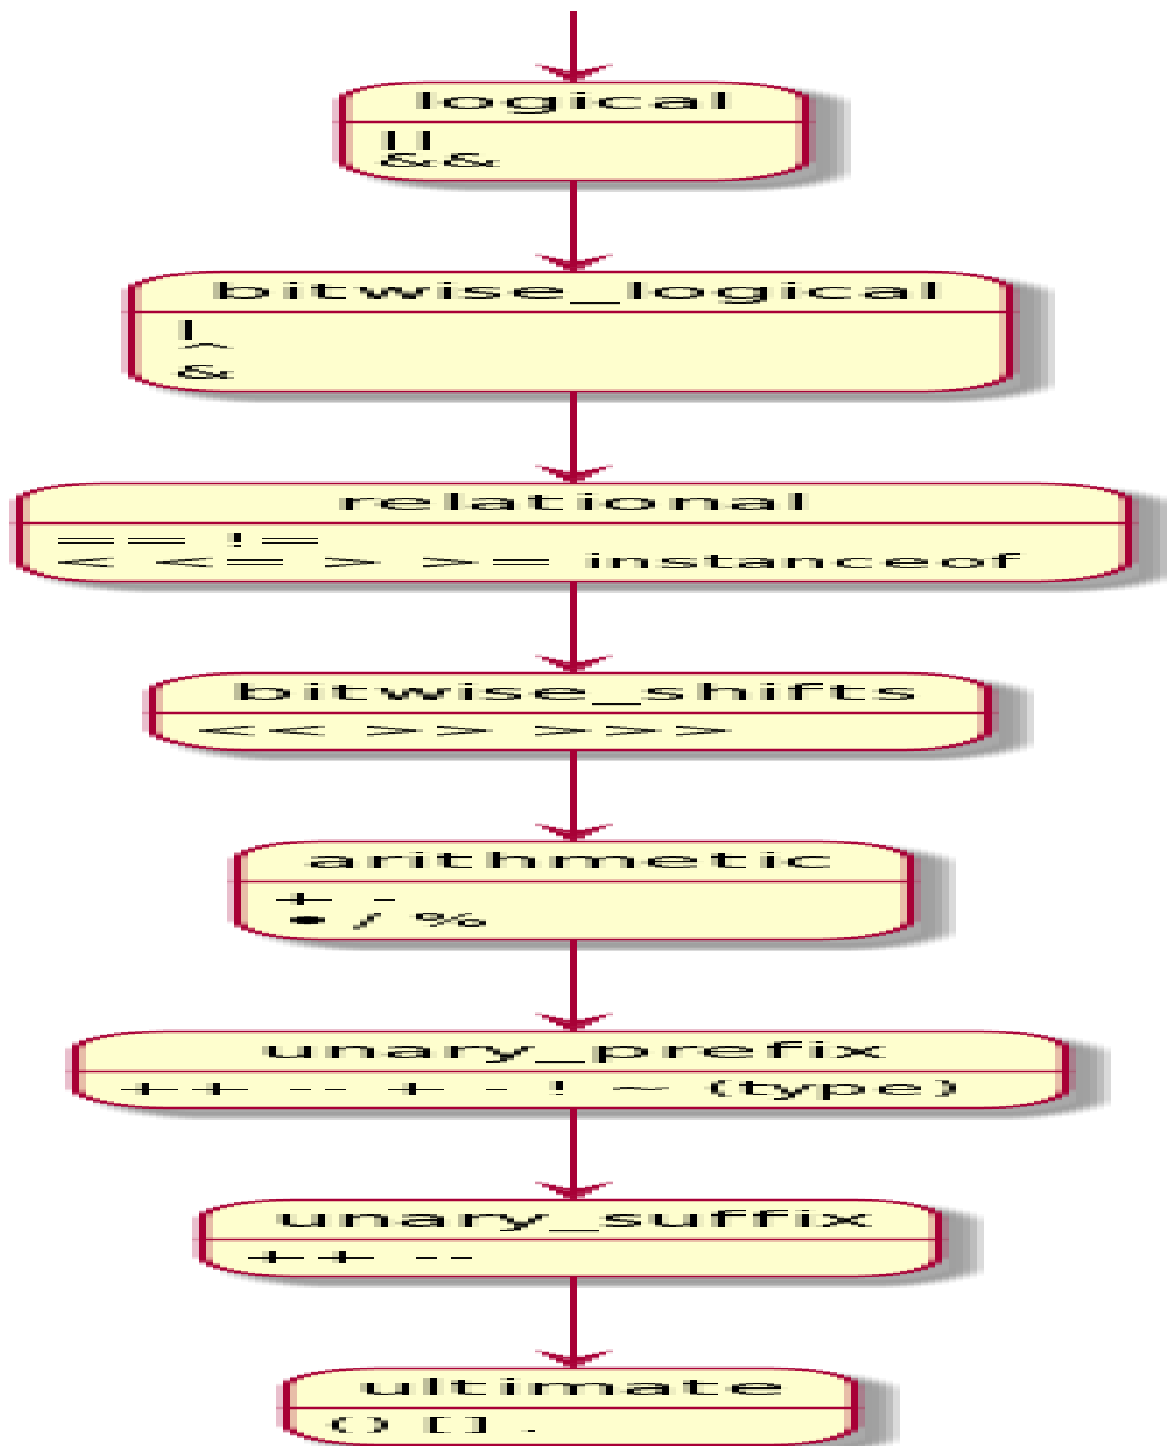 logical
||
&&
bitwise_logical
|
^
&
relational
== !=
< <= > >= instanceof
bitwise_shifts
<< >> >>>
arithmetic
+ -
• / %
unary_prefix
++ -- + - ! ~ (type)
unary_suffix
++ --
ultimate
() [] .